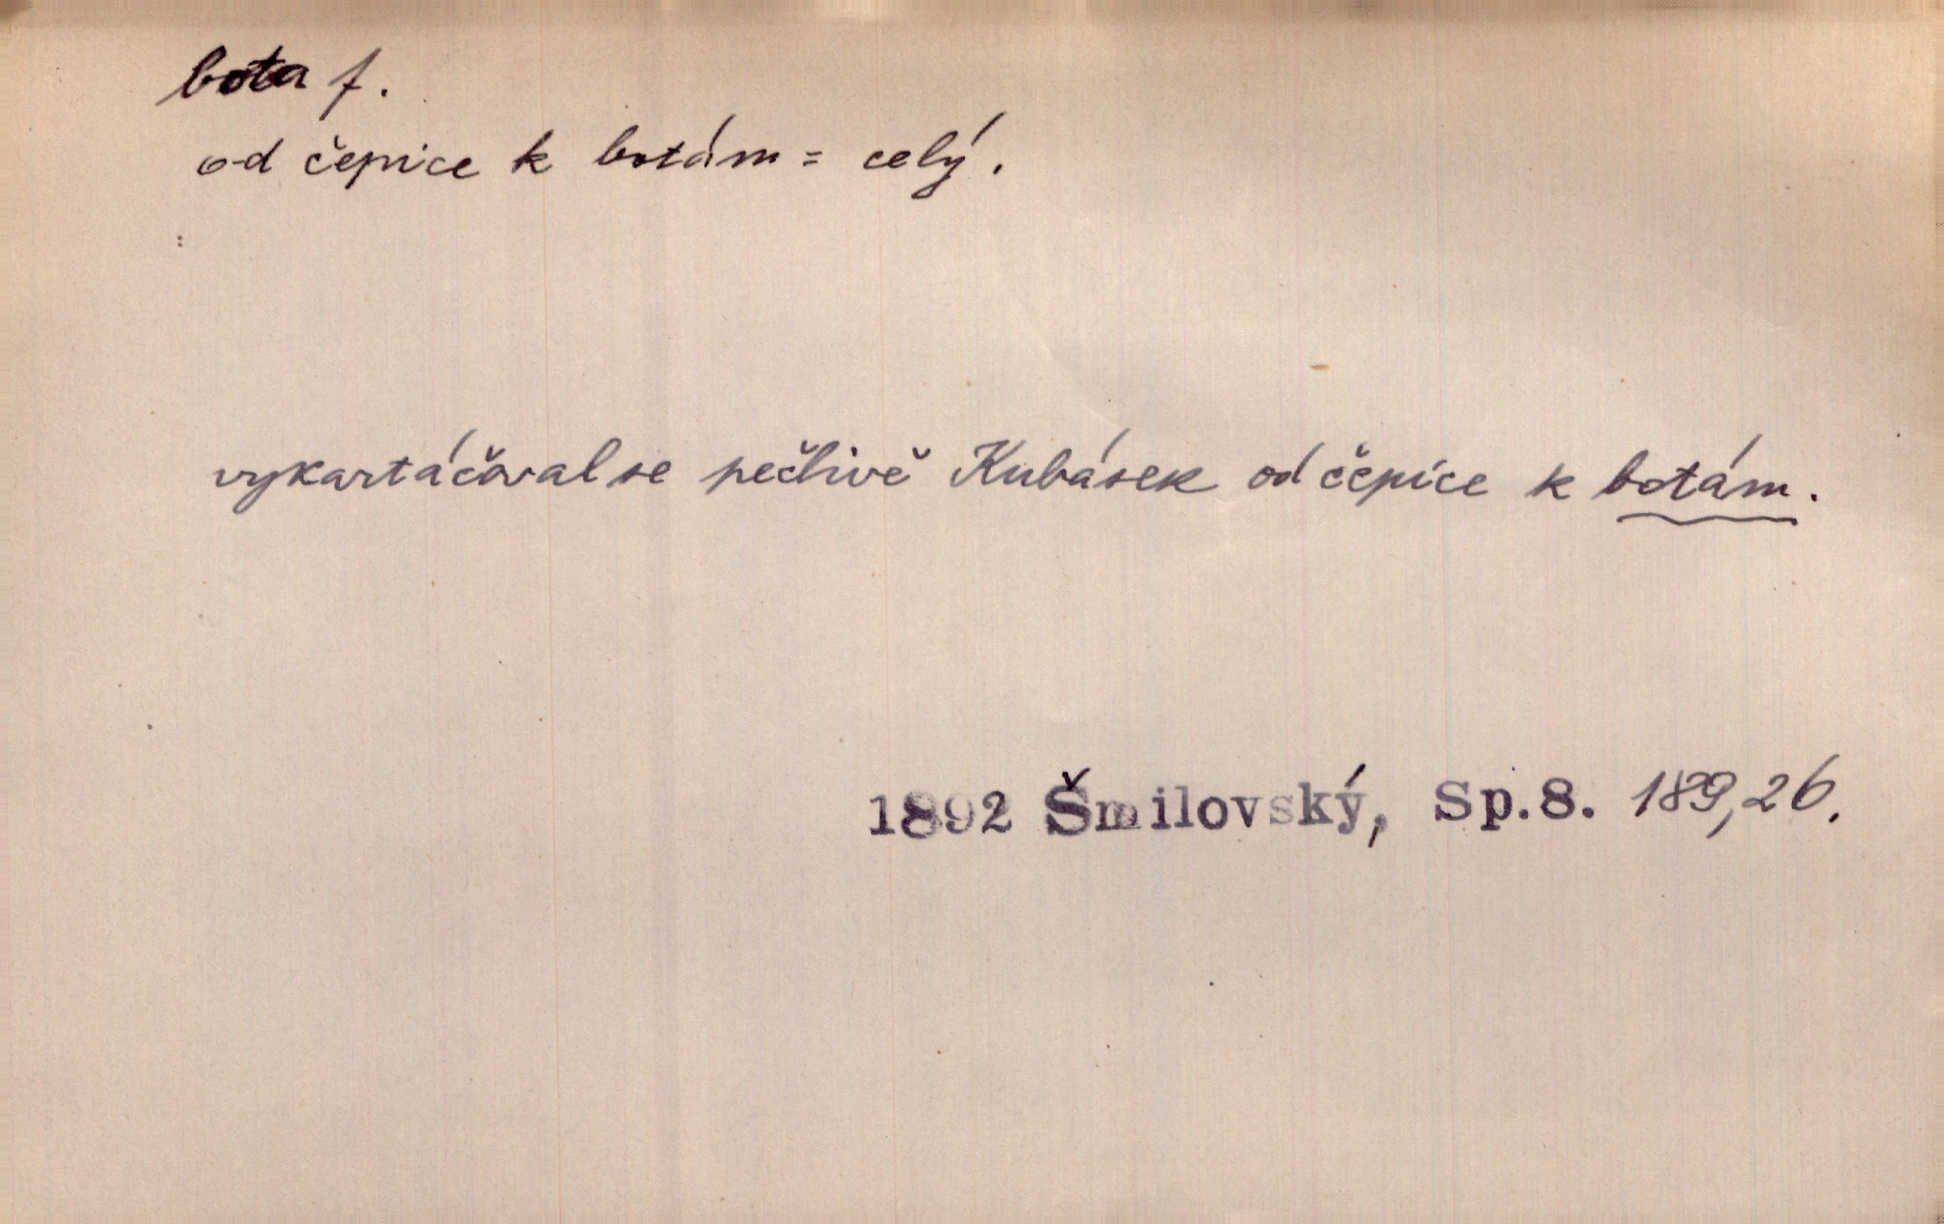 bota f.
od čepice k botám = celý.
vykartáčoval se pečlivě Kubásek od čepice k botám.
1892 Šmilovský, Sp.8. 189,26.